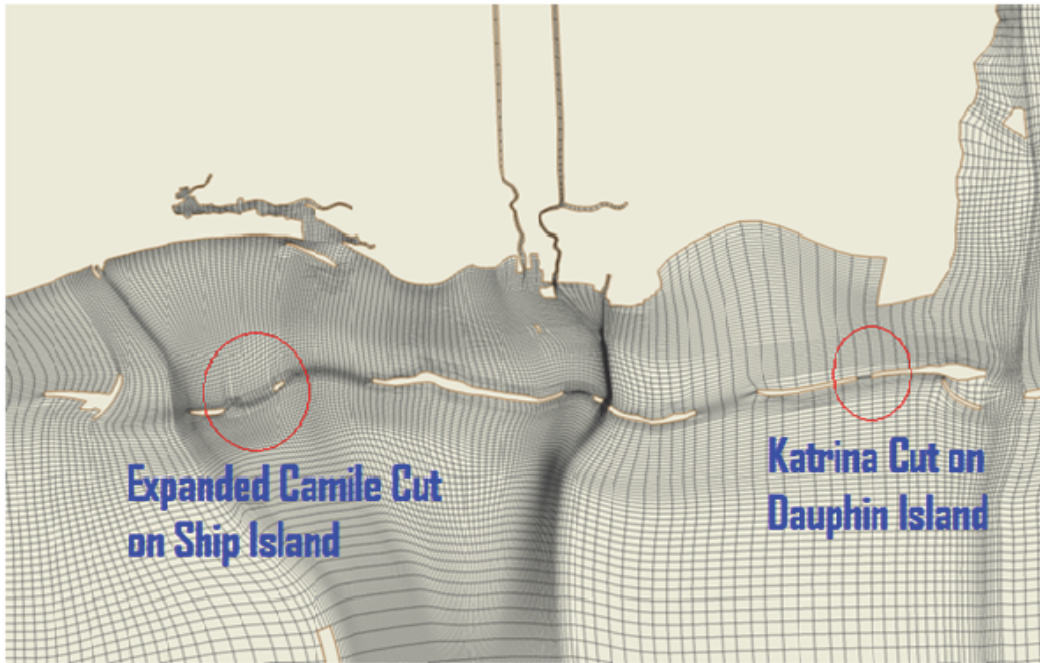 Expanded Camile Cut
on Ship Island
Katrina Cut on
Dauphin Island